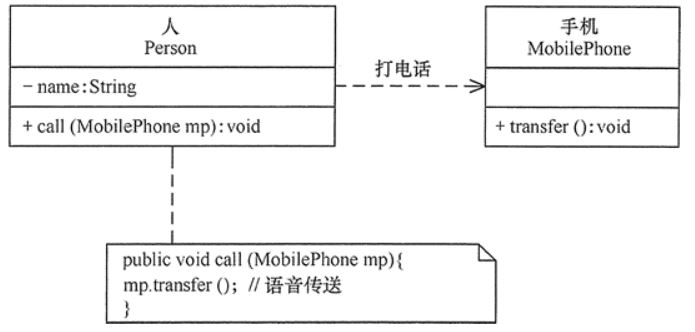 人
Person
- name:String
+ call (MobilePhone mp):void
打电话
手机
MobilePhone
+ transfer ():void
public void call (MobilePhone mp){
mp.transfer (); // 语音传送
}